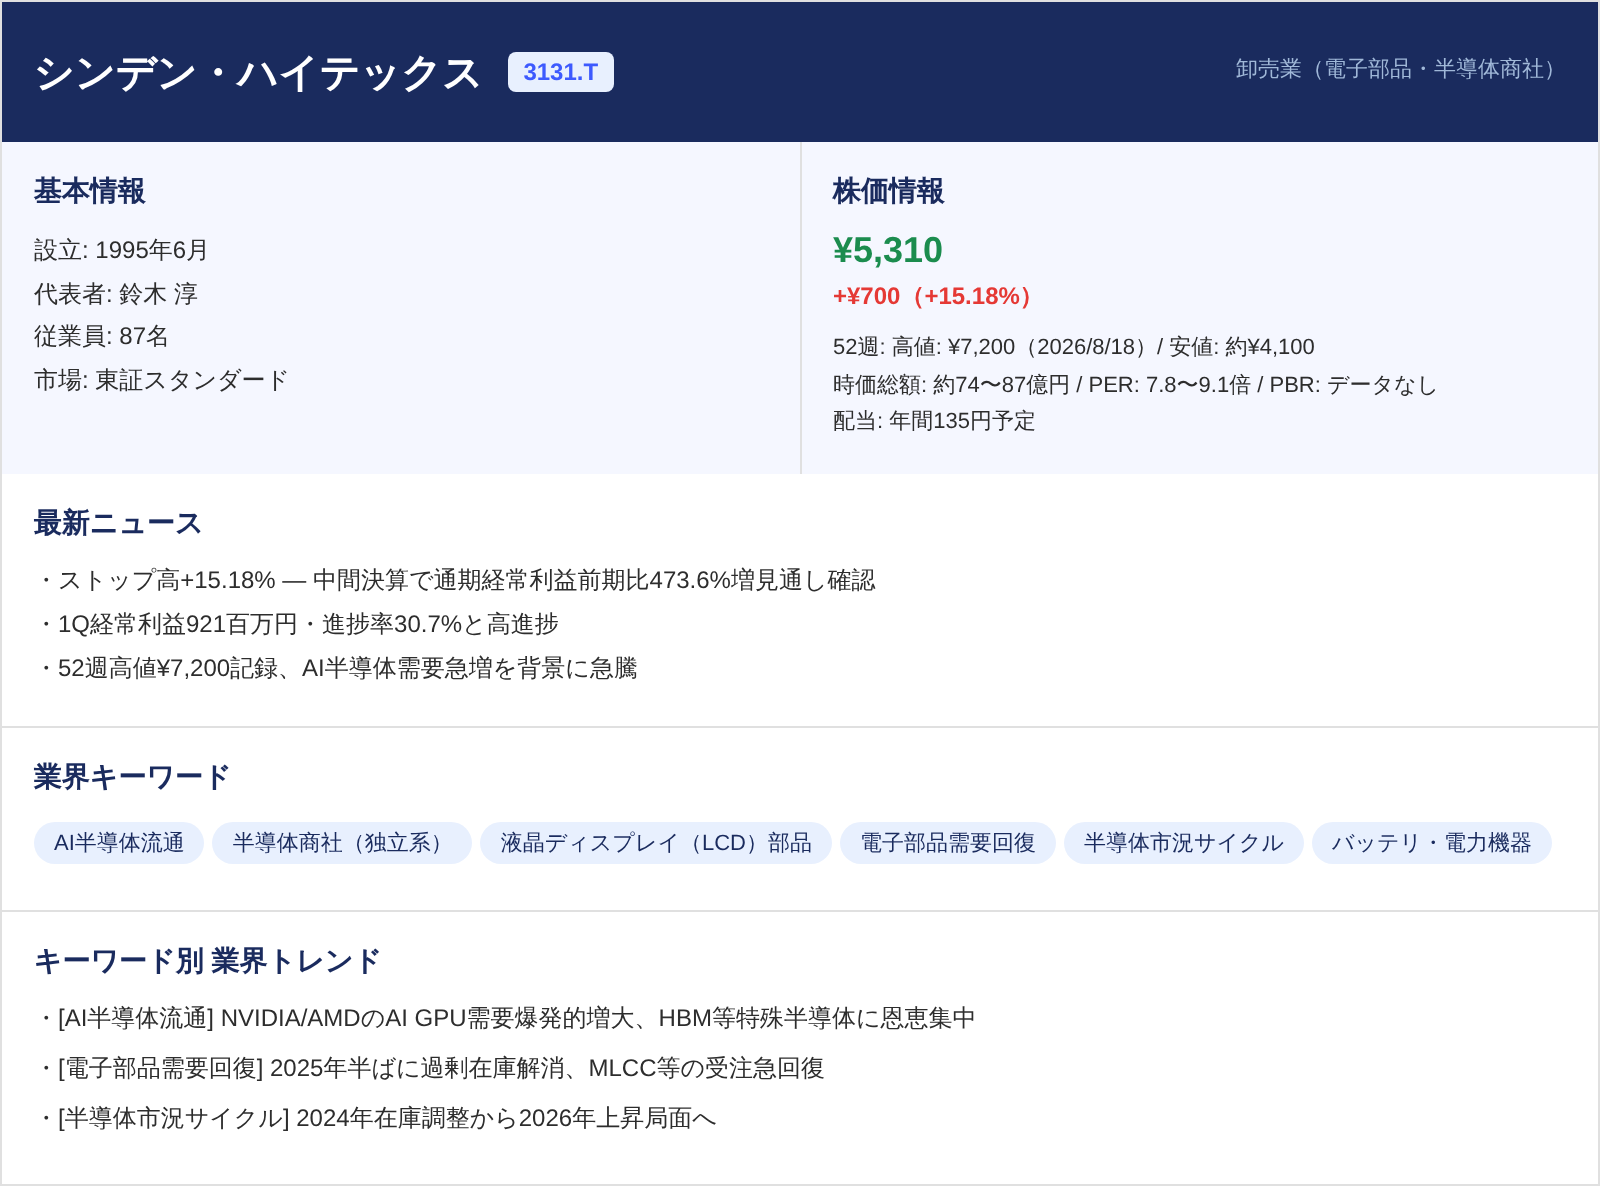 シンデン・ハイテックス 3131.T 卸売業（電子部品・半導体商社）
基本情報
設立: 1995年6月
代表者: 鈴木 淳
従業員: 87名
市場: 東証スタンダード
株価情報
¥5,310
+¥700（+15.18%）
52週: 高値: ¥7,200（2026/8/18）/ 安値: 約¥4,100
時価総額: 約74〜87億円 / PER: 7.8〜9.1倍 / PBR: データなし
配当: 年間135円予定
最新ニュース
・ストップ高+15.18% — 中間決算で通期経常利益前期比473.6%増見通し確認
・1Q経常利益921百万円・進捗率30.7%と高進捗
・52週高値¥7,200記録、AI半導体需要急増を背景に急騰
業界キーワード
AI半導体流通 半導体商社（独立系） 液晶ディスプレイ（LCD）部品 電子部品需要回復 半導体市況サイクル バッテリ・電力機器
キーワード別 業界トレンド
・[AI半導体流通] NVIDIA/AMDのAI GPU需要爆発的増大、HBM等特殊半導体に恩恵集中
・[電子部品需要回復] 2025年半ばに過剰在庫解消、MLCC等の受注急回復
・[半導体市況サイクル] 2024年在庫調整から2026年上昇局面へ